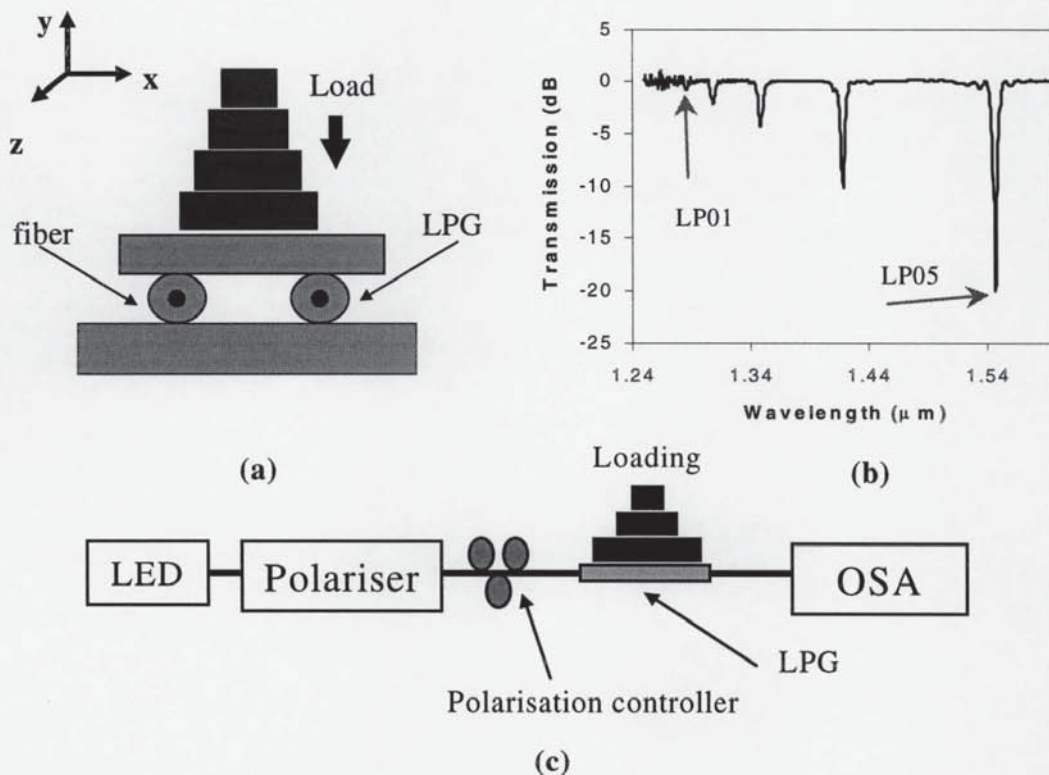 y
x
z
Load
fiber
LPG
(a)
5
0
-5
-10
-15
-20
-25
Transmission (dB
LP01
LP05
1.24
1.34
1.44
1.54
Wavelength (μ m)
(b)
Loading
LED
Polariser
OSA
LPG
Polarisation controller
(c)